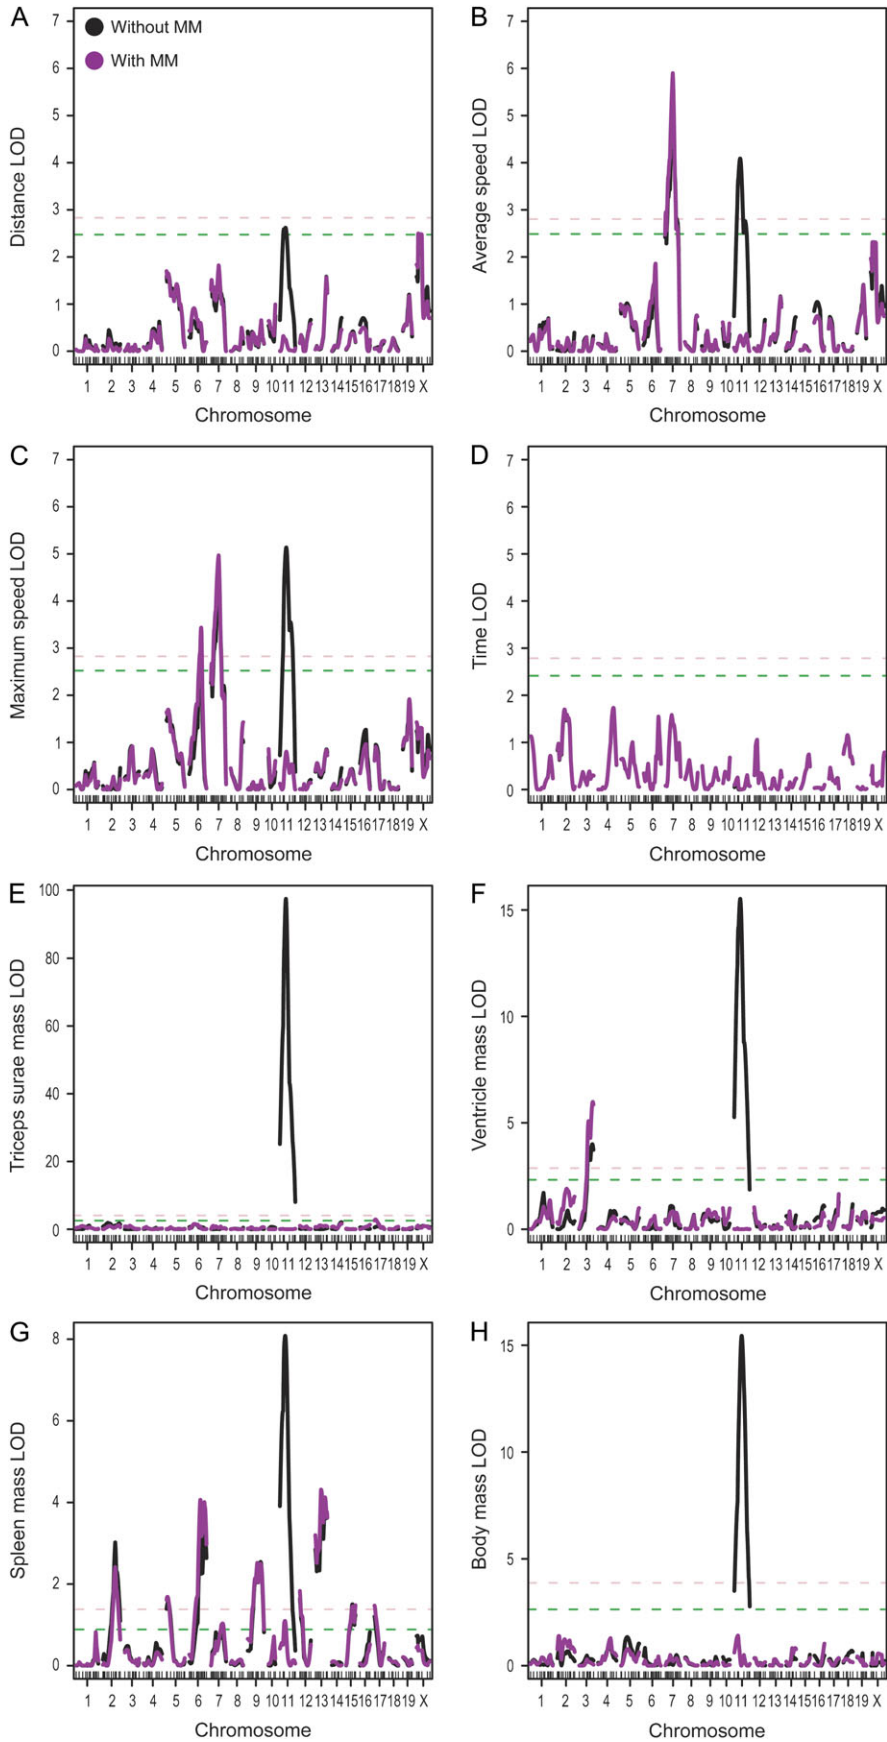 A
Without MM
With MM
Distance LOD
7
6
5
4
3
2
1
0
1 2 3 4 5 6 7 8 9 10 11 12 13 14 15 16 17 18 19 X
Chromosome
B
Average speed LOD
7
6
5
4
3
2
1
0
1 2 3 4 5 6 7 8 9 10 11 12 13 14 15 16 17 18 19 X
Chromosome
C
Maximum speed LOD
7
6
5
4
3
2
1
0
1 2 3 4 5 6 7 8 9 10 11 12 13 14 15 16 17 18 19 X
Chromosome
D
Time LOD
7
6
5
4
3
2
1
0
1 2 3 4 5 6 7 8 9 10 11 12 13 14 15 16 17 18 19 X
Chromosome
E
Triceps surae mass LOD
100
80
60
40
20
0
1 2 3 4 5 6 7 8 9 10 11 12 13 14 15 16 17 18 19 X
Chromosome
F
Ventricle mass LOD
15
10
5
0
1 2 3 4 5 6 7 8 9 10 11 12 13 14 15 16 17 18 19 X
Chromosome
G
Spleen mass LOD
8
6
4
2
0
1 2 3 4 5 6 7 8 9 10 11 12 13 14 15 16 17 18 19 X
Chromosome
H
Body mass LOD
15
10
5
0
1 2 3 4 5 6 7 8 9 10 11 12 13 14 15 16 17 18 19 X
Chromosome